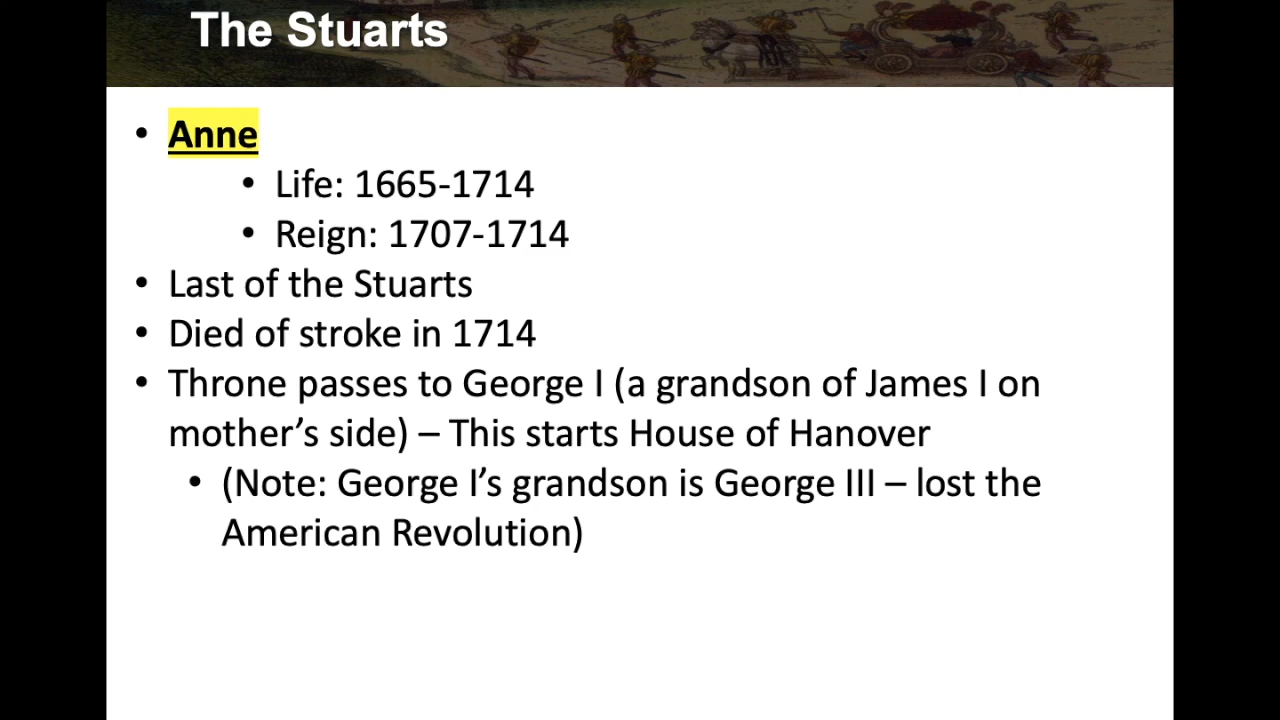 The Stuarts
• Anne
• Life: 1665-1714
• Reign: 1707-1714
• Last of the Stuarts
• Died of stroke in 1714
• Throne passes to George I (a grandson of James I on
mother’s side) – This starts House of Hanover
• (Note: George I’s grandson is George III – lost the
American Revolution)